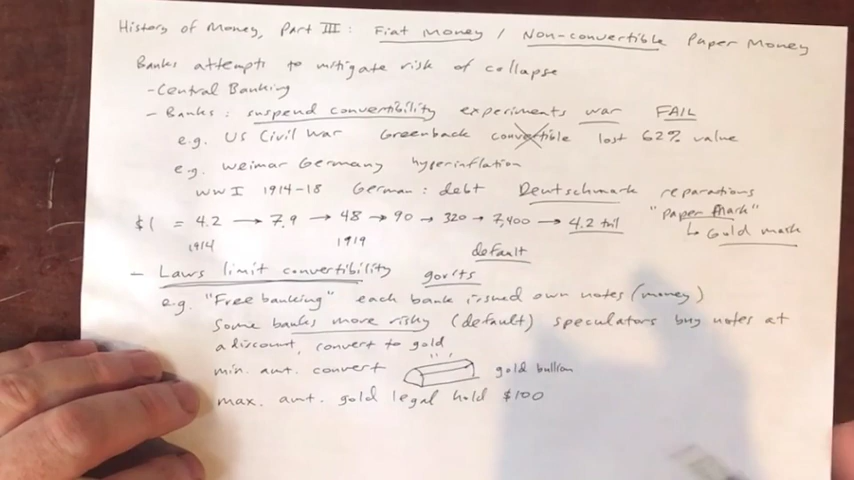 History of Money, Part III: Fiat Money / Non-convertible Paper Money
Banks attempts to mitigate risk of collapse
- Central Banking
- Banks: suspend convertibility experiments war FAIL
e.g. US Civil War Greenback convertible lost 62% value
e.g. Weimar Germany hyperinflation
WWI 1914-18 German: debt Deutschmark reparations
"Paper Mark"
$1 = 4.2 → 7.9 → 48 → 90 → 320 → 7,400 → 4.2 tril
↳ Gold mark
1914 1919
default
- Laws limit convertibility govts
e.g. "Free banking" each bank issued own notes (money)
Some banks more risky (default) speculators buy notes at
a discount, convert to gold
min. amt. convert gold bullion
max. amt. gold legal hold $100